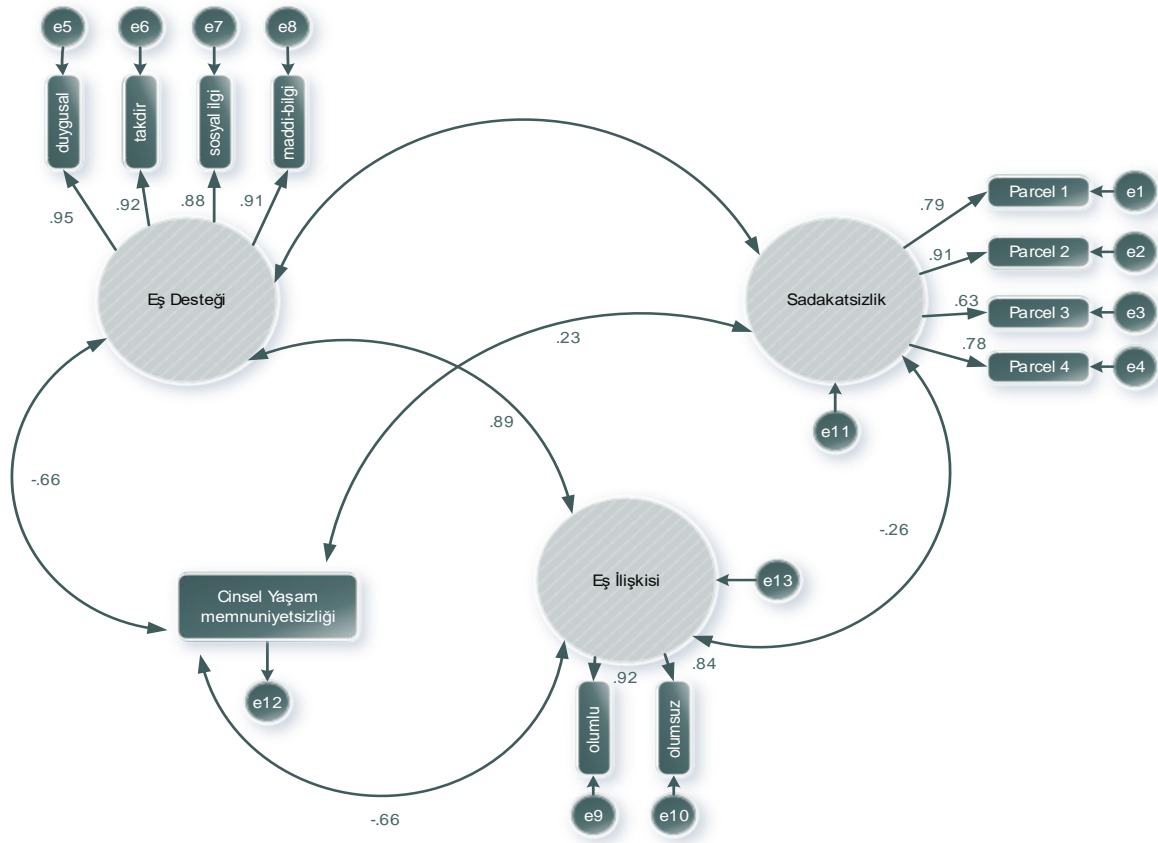 e5
e6
e7
e8
duygusal
takdir
sosyal ilgi
maddi-bilgi
.95
.92
.88
.91
Eş Desteği
Sadakatsizlik
.79
.91
.63
.78
Parcel 1
Parcel 2
Parcel 3
Parcel 4
e1
e2
e3
e4
e11
.23
.89
-.66
-.26
Eş İlişkisi
e13
Cinsel Yaşam
memnuniyetsizliği
e12
.92
.84
olumlu
olumsuz
e9
e10
-.66